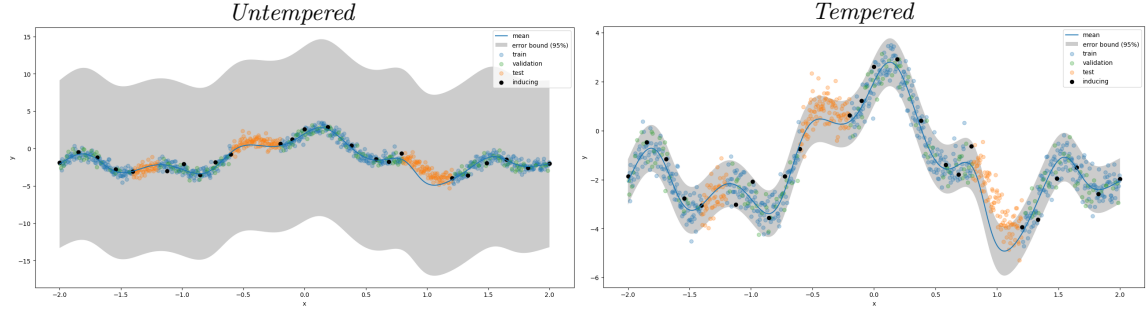 Untempered
Tempered
mean
error bound (95%)
train
validation
test
inducing
15
10
5
0
−5
−10
−15
y
−2.0
−1.5
−1.0
−0.5
0.0
0.5
1.0
1.5
2.0
x
mean
error bound (95%)
train
validation
test
inducing
4
2
0
−2
−4
−6
y
−2.0
−1.5
−1.0
−0.5
0.0
0.5
1.0
1.5
2.0
x